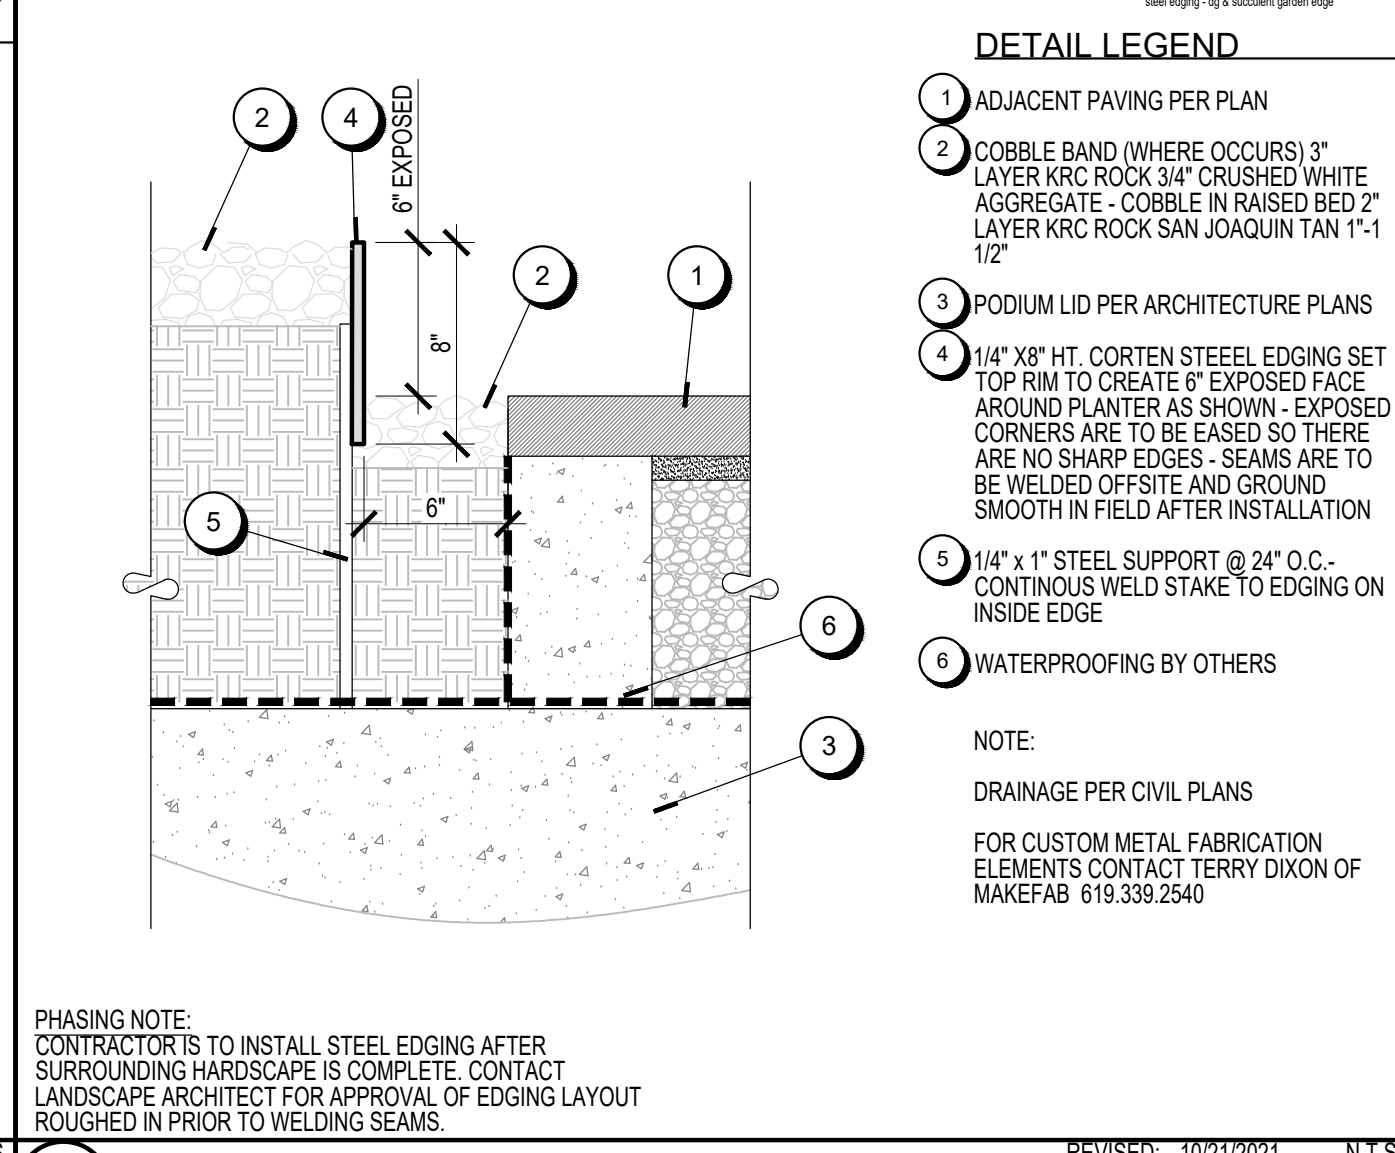 steel edging - dg & succulent garden edge
DETAIL LEGEND
1 ADJACENT PAVING PER PLAN
2 COBBLE BAND (WHERE OCCURS) 3"
LAYER KRC ROCK 3/4" CRUSHED WHITE
AGGREGATE - COBBLE IN RAISED BED 2"
LAYER KRC ROCK SAN JOAQUIN TAN 1"-1
1/2"
3 PODIUM LID PER ARCHITECTURE PLANS
4 1/4" X8" HT. CORTEN STEEEL EDGING SET
TOP RIM TO CREATE 6" EXPOSED FACE
AROUND PLANTER AS SHOWN - EXPOSED
CORNERS ARE TO BE EASED SO THERE
ARE NO SHARP EDGES - SEAMS ARE TO
BE WELDED OFFSITE AND GROUND
SMOOTH IN FIELD AFTER INSTALLATION
5 1/4" x 1" STEEL SUPPORT @ 24" O.C.-
CONTINOUS WELD STAKE TO EDGING ON
INSIDE EDGE
6 WATERPROOFING BY OTHERS
NOTE:
DRAINAGE PER CIVIL PLANS
FOR CUSTOM METAL FABRICATION
ELEMENTS CONTACT TERRY DIXON OF
MAKEFAB 619.339.2540
2
4
6" EXPOSED
2
1
8"
6"
5
6
3
PHASING NOTE:
CONTRACTOR IS TO INSTALL STEEL EDGING AFTER
SURROUNDING HARDSCAPE IS COMPLETE. CONTACT
LANDSCAPE ARCHITECT FOR APPROVAL OF EDGING LAYOUT
ROUGHED IN PRIOR TO WELDING SEAMS.
REVISED: 10/21/2021 N.T.S